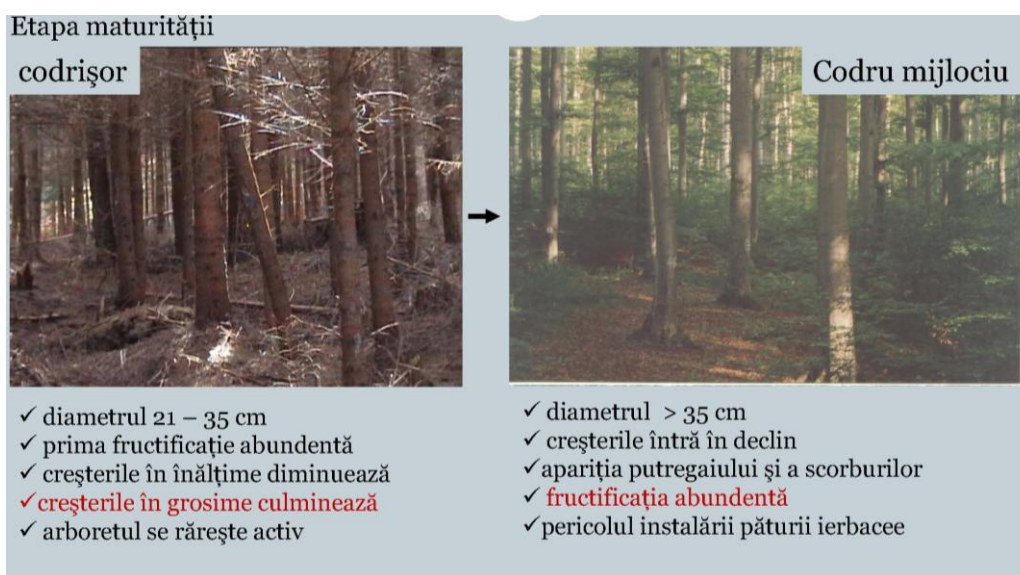 Etapa maturității
codrișor
Codru mijlociu
✓ diametrul 21 – 35 cm
✓ prima fructificație abundentă
✓ creșterile în înălțime diminuează
✓creșterile în grosime culminează
✓ arboretul se rărește activ
✓ diametrul > 35 cm
✓ creșterile întră în declin
✓apariția putregaiului și a scorburilor
✓ fructificația abundentă
✓pericolul instalării păturii ierbacee